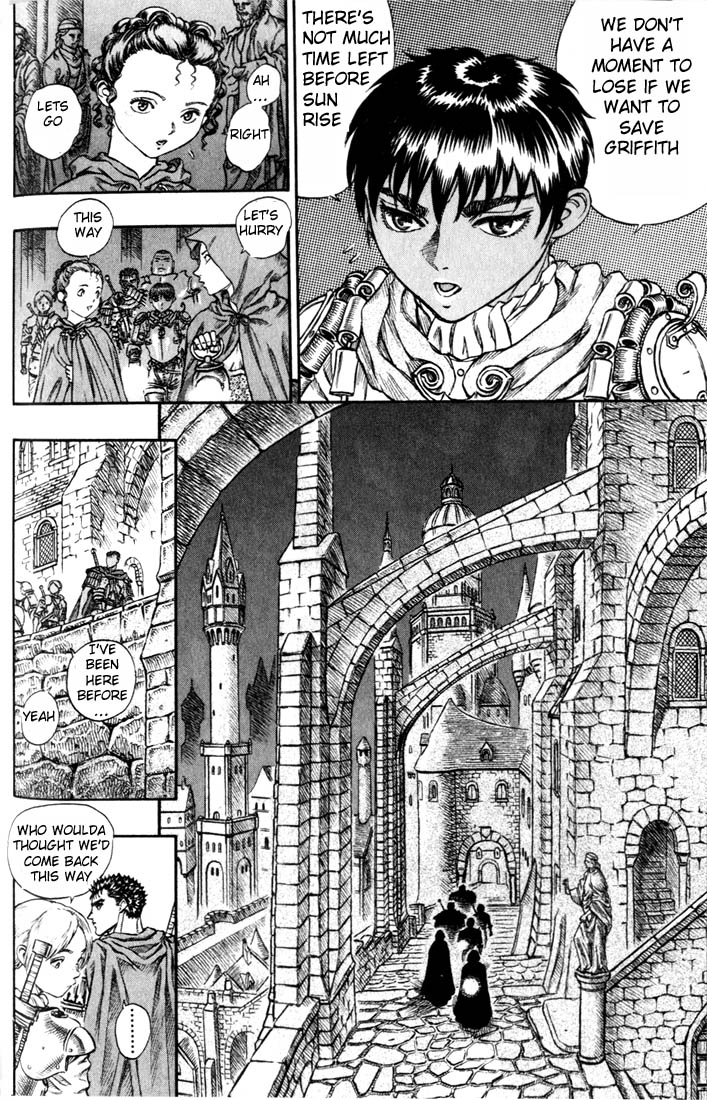 WE DON'T
HAVE A
MOMENT TO
LOSE IF WE
WANT TO
SAVE
GRIFFITH
THERE'S
NOT MUCH
TIME LEFT
BEFORE
SUN
RISE
AH
...
RIGHT
LETS
GO
LET'S
HURRY
THIS
WAY
I'VE
BEEN
HERE
BEFORE
...
YEAH
WHO WOULDA
THOUGHT WE'D
COME BACK
THIS WAY
......